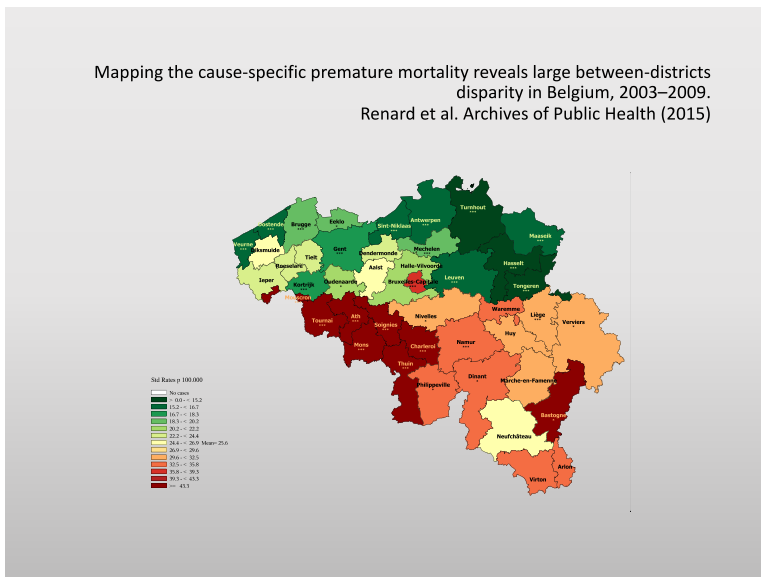 Mapping the cause-specific premature mortality reveals large between-districts
disparity in Belgium, 2003–2009.
Renard et al. Archives of Public Health (2015)
Turnhout
***
Oostende
***
Brugge
***
Eeklo
Sint-Niklaas
***
Antwerpen
***
Maaseik
***
Veurne
***
Diksmuide
Gent
***
Mechelen
***
Tielt
Dendermonde
Roeselare
Aalst
Halle-Vilvoorde
***
Hasselt
***
Ieper
Kortrijk
***
Oudenaarde
*
Bruxelles-Capitale
***
Leuven
***
Tongeren
***
Mouscron
Tournai
***
Ath
***
Soignies
***
Nivelles
*
Waremme
Liège
***
Verviers
*
Huy
Mons
***
Charleroi
***
Namur
***
Thuin
***
Philippeville
Dinant
*
Marche-en-Famenne
Bastogne
*
Neufchâteau
Arlon
Virton
Std Rates p 100.000
No cases
> 0.0 - < 15.2
15.2 - < 16.7
16.7 - < 18.3
18.3 - < 20.2
20.2 - < 22.2
22.2 - < 24.4
24.4 - < 26.9 Mean= 25.6
26.9 - < 29.6
29.6 - < 32.5
32.5 - < 35.8
35.8 - < 39.3
39.3 - < 43.3
>= 43.3